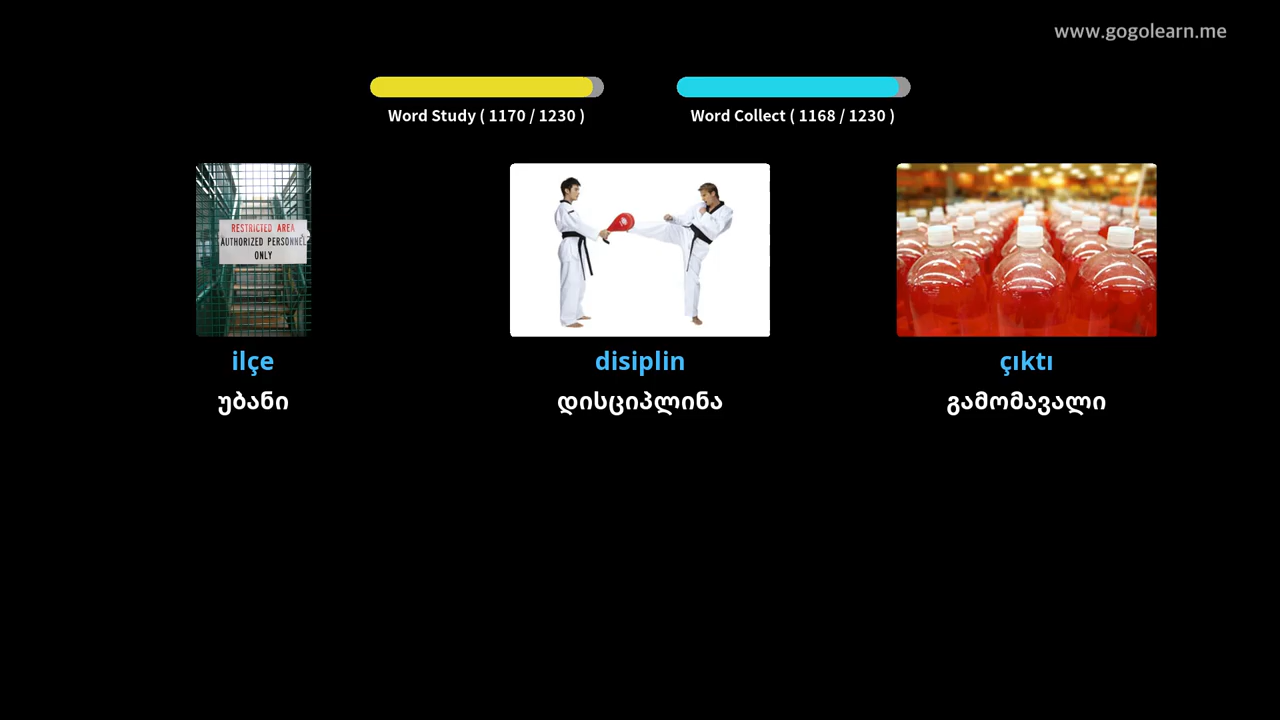 www.gogolearn.me
Word Study ( 1170 / 1230 )
Word Collect ( 1168 / 1230 )
RESTRICTED AREA
AUTHORIZED PERSONNEL
ONLY
ilçe
disiplin
çıktı
უბანი
დისციპლინა
გამომავალი